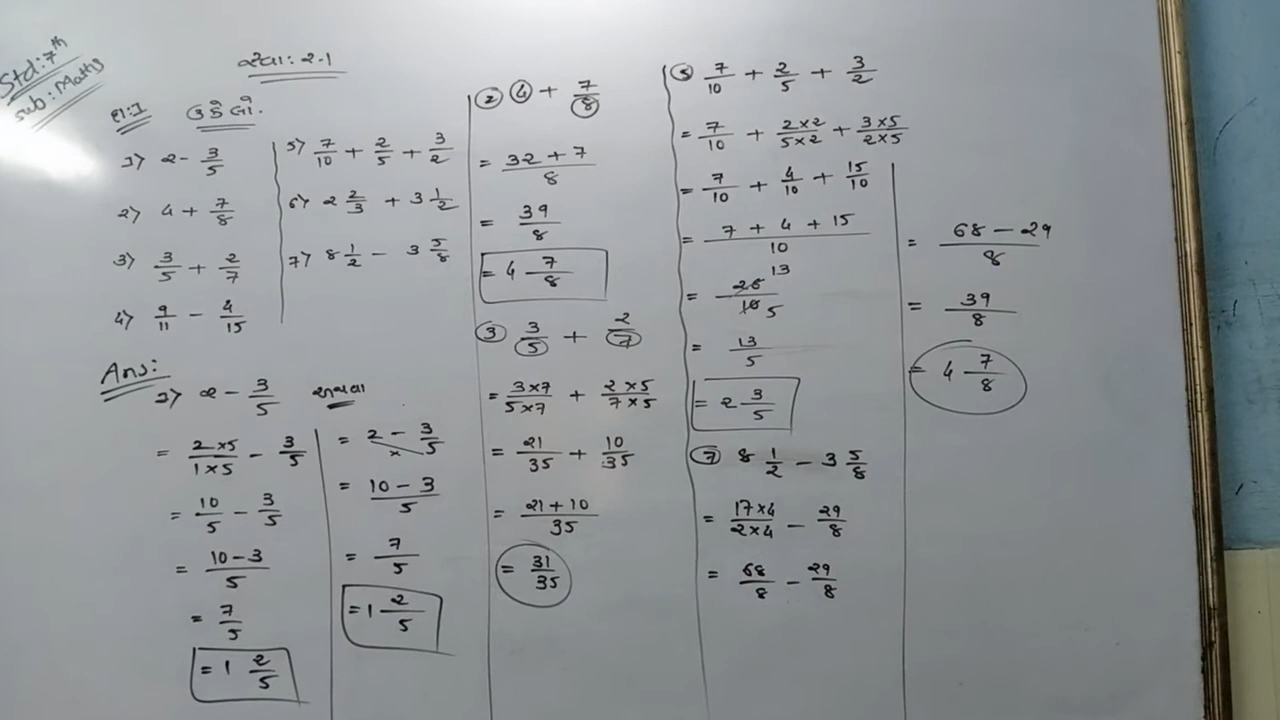 Std: 7th
Sub: Maths
સ્વા: 2.1
પ્ર:1 ઉકેલો.
1) 2 - 3/5
2) 4 + 7/8
3) 3/5 + 2/7
4) 9/11 - 4/15
5) 7/10 + 2/5 + 3/2
6) 2 2/3 + 3 1/2
7) 8 1/2 - 3 5/8
Ans:
1) 2 - 3/5
= 2×5/1×5 - 3/5
= 10/5 - 3/5
= 10-3/5
= 7/5
= 1 2/5
અથવા
= 2 - 3/5
= 10-3/5
= 7/5
= 1 2/5
② 4 + 7/8
= 32+7/8
= 39/8
= 4 7/8
③ 3/5 + 2/7
= 3×7/5×7 + 2×5/7×5
= 21/35 + 10/35
= 21+10/35
= 31/35
⑤ 7/10 + 2/5 + 3/2
= 7/10 + 2×2/5×2 + 3×5/2×5
= 7/10 + 4/10 + 15/10
= 7+4+15/10
= 26 13/10 5
= 13/5
= 2 3/5
⑦ 8 1/2 - 3 5/8
= 17×4/2×4 - 29/8
= 68/8 - 29/8
= 68-29/8
= 39/8
= 4 7/8